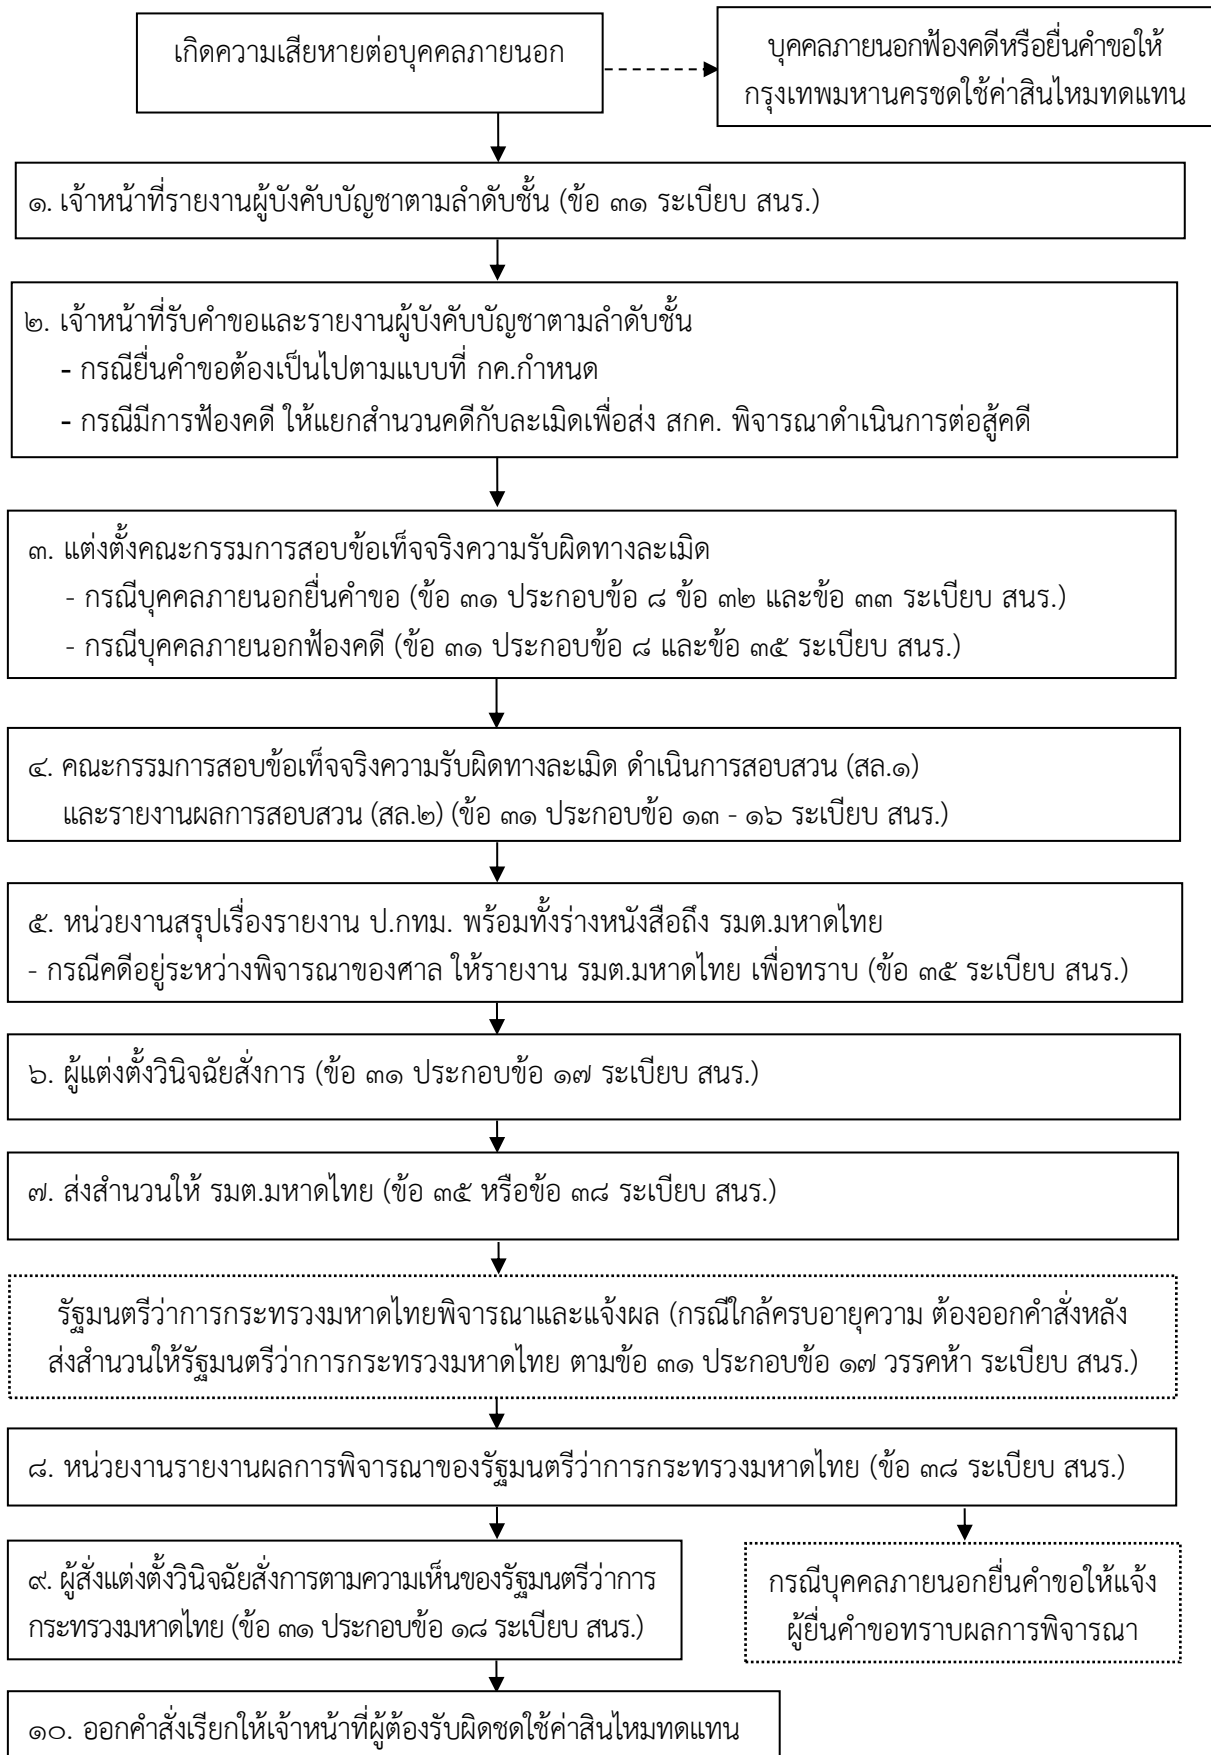 เกิดความเสียหายต่อบุคคลภายนอก
บุคคลภายนอกฟ้องคดีหรือยื่นคำขอให้
กรุงเทพมหานครชดใช้ค่าสินไหมทดแทน
๑. เจ้าหน้าที่รายงานผู้บังคับบัญชาตามลำดับชั้น (ข้อ ๓๑ ระเบียบ สนร.)
๒. เจ้าหน้าที่รับคำขอและรายงานผู้บังคับบัญชาตามลำดับชั้น
- กรณียื่นคำขอต้องเป็นไปตามแบบที่ กค.กำหนด
- กรณีมีการฟ้องคดี ให้แยกสำนวนคดีกับละเมิดเพื่อส่ง สกค. พิจารณาดำเนินการต่อสู้คดี
๓. แต่งตั้งคณะกรรมการสอบข้อเท็จจริงความรับผิดทางละเมิด
- กรณีบุคคลภายนอกยื่นคำขอ (ข้อ ๓๑ ประกอบข้อ ๘ ข้อ ๓๒ และข้อ ๓๓ ระเบียบ สนร.)
- กรณีบุคคลภายนอกฟ้องคดี (ข้อ ๓๑ ประกอบข้อ ๘ และข้อ ๓๕ ระเบียบ สนร.)
๔. คณะกรรมการสอบข้อเท็จจริงความรับผิดทางละเมิด ดำเนินการสอบสวน (สล.๑)
และรายงานผลการสอบสวน (สล.๒) (ข้อ ๓๑ ประกอบข้อ ๑๓ - ๑๖ ระเบียบ สนร.)
๕. หน่วยงานสรุปเรื่องรายงาน ป.กทม. พร้อมทั้งร่างหนังสือถึง รมต.มหาดไทย
- กรณีคดีอยู่ระหว่างพิจารณาของศาล ให้รายงาน รมต.มหาดไทย เพื่อทราบ (ข้อ ๓๕ ระเบียบ สนร.)
๖. ผู้แต่งตั้งวินิจฉัยสั่งการ (ข้อ ๓๑ ประกอบข้อ ๑๗ ระเบียบ สนร.)
๗. ส่งสำนวนให้ รมต.มหาดไทย (ข้อ ๓๕ หรือข้อ ๓๘ ระเบียบ สนร.)
รัฐมนตรีว่าการกระทรวงมหาดไทยพิจารณาและแจ้งผล (กรณีใกล้ครบอายุความ ต้องออกคำสั่งหลัง
ส่งสำนวนให้รัฐมนตรีว่าการกระทรวงมหาดไทย ตามข้อ ๓๑ ประกอบข้อ ๑๗ วรรคห้า ระเบียบ สนร.)
๘. หน่วยงานรายงานผลการพิจารณาของรัฐมนตรีว่าการกระทรวงมหาดไทย (ข้อ ๓๘ ระเบียบ สนร.)
๙. ผู้สั่งแต่งตั้งวินิจฉัยสั่งการตามความเห็นของรัฐมนตรีว่าการ
กระทรวงมหาดไทย (ข้อ ๓๑ ประกอบข้อ ๑๘ ระเบียบ สนร.)
กรณีบุคคลภายนอกยื่นคำขอให้แจ้ง
ผู้ยื่นคำขอทราบผลการพิจารณา
๑๐. ออกคำสั่งเรียกให้เจ้าหน้าที่ผู้ต้องรับผิดชดใช้ค่าสินไหมทดแทน